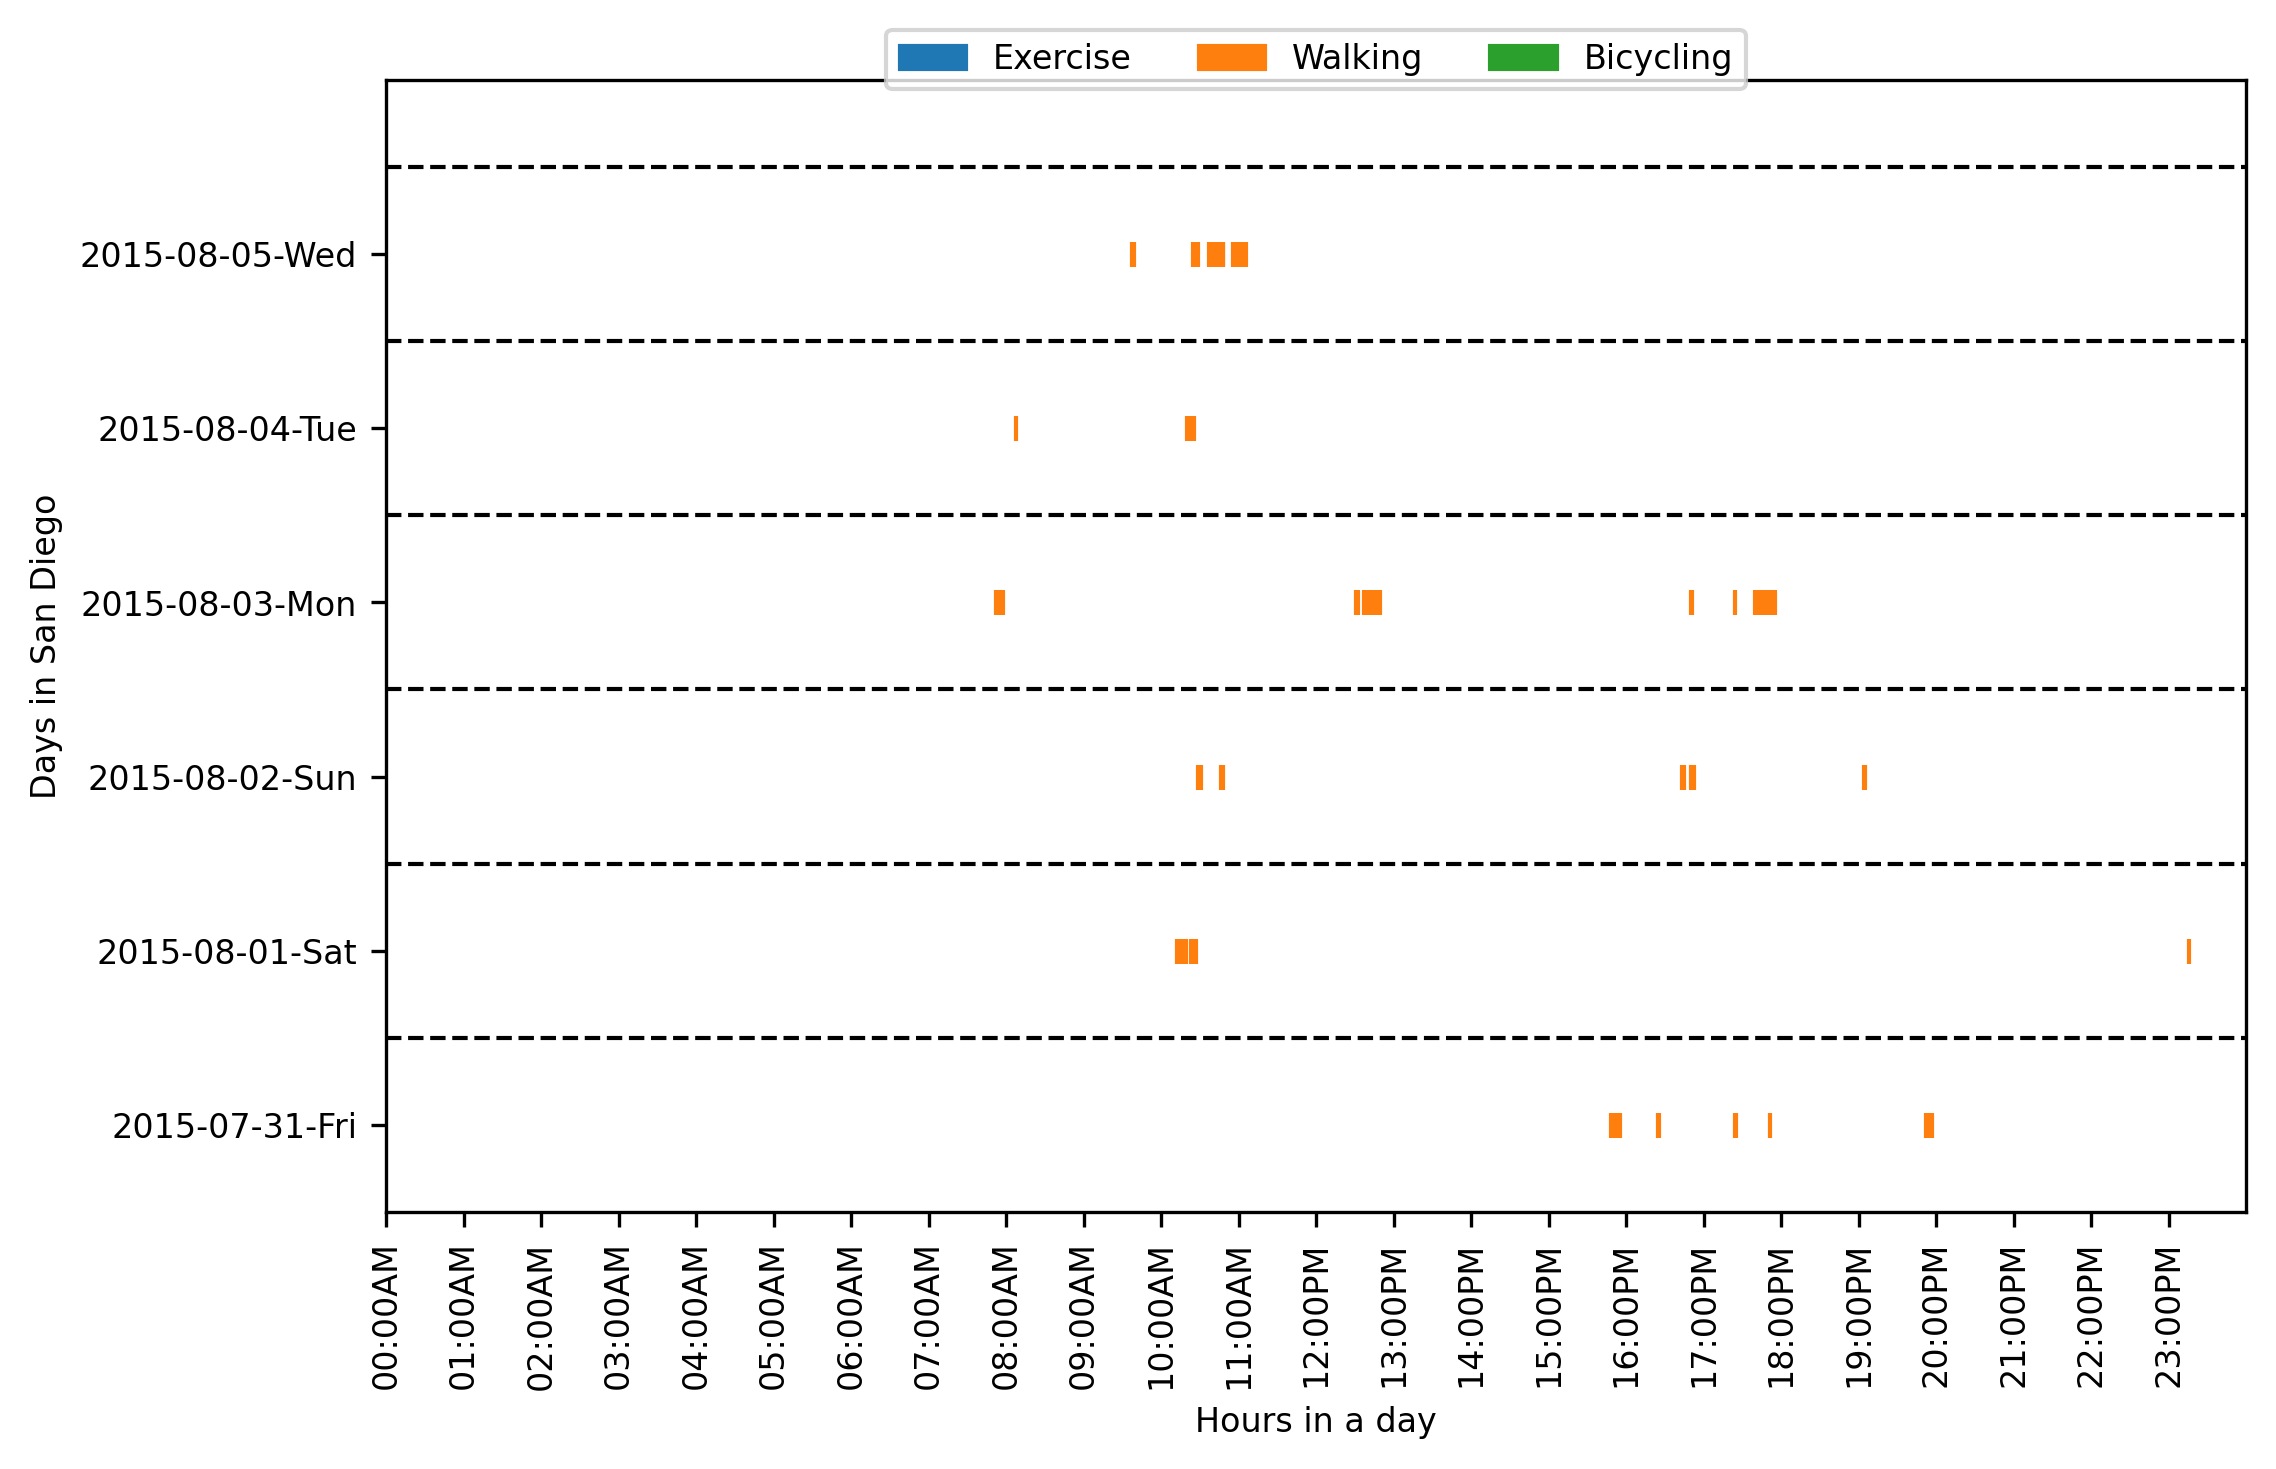 Exercise Walking Bicycling
2015-08-05-Wed
2015-08-04-Tue
2015-08-03-Mon
2015-08-02-Sun
2015-08-01-Sat
2015-07-31-Fri
Days in San Diego
00:00AM
01:00AM
02:00AM
03:00AM
04:00AM
05:00AM
06:00AM
07:00AM
08:00AM
09:00AM
10:00AM
11:00AM
12:00PM
13:00PM
14:00PM
15:00PM
16:00PM
17:00PM
18:00PM
19:00PM
20:00PM
21:00PM
22:00PM
23:00PM
Hours in a day